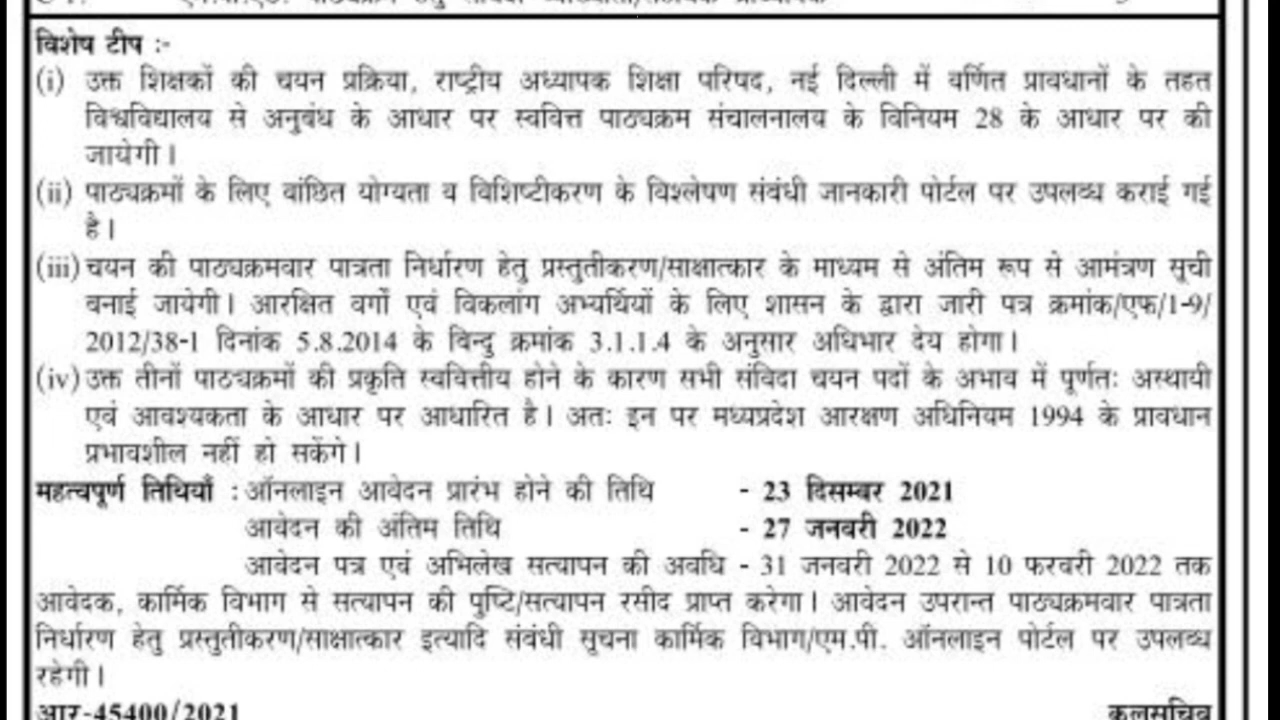 विशेष टीप :-
(i) उक्त शिक्षकों की चयन प्रक्रिया, राष्ट्रीय अध्यापक शिक्षा परिषद, नई दिल्ली में वर्णित प्रावधानों के तहत
विश्वविद्यालय से अनुबंध के आधार पर स्ववित्त पाठ्यक्रम संचालनालय के विनियम 28 के आधार पर की
जायेगी।
(ii) पाठ्यक्रमों के लिए वांछित योग्यता व विशिष्टीकरण के विश्लेषण संबंधी जानकारी पोर्टल पर उपलब्ध कराई गई
है।
(iii) चयन की पाठ्यक्रमवार पात्रता निर्धारण हेतु प्रस्तुतीकरण/साक्षात्कार के माध्यम से अंतिम रूप से आमंत्रण सूची
बनाई जायेगी। आरक्षित वर्गों एवं विकलांग अभ्यर्थियों के लिए शासन के द्वारा जारी पत्र क्रमांक/एफ/1-9/
2012/38-1 दिनांक 5.8.2014 के विन्दु क्रमांक 3.1.1.4 के अनुसार अधिभार देय होगा।
(iv) उक्त तीनों पाठ्यक्रमों की प्रकृति स्ववित्तीय होने के कारण सभी संविदा चयन पदों के अभाव में पूर्णतः अस्थायी
एवं आवश्यकता के आधार पर आधारित है। अतः इन पर मध्यप्रदेश आरक्षण अधिनियम 1994 के प्रावधान
प्रभावशील नहीं हो सकेंगे।
महत्वपूर्ण तिथियाँ : ऑनलाइन आवेदन प्रारंभ होने की तिथि - 23 दिसम्बर 2021
आवेदन की अंतिम तिथि - 27 जनवरी 2022
आवेदन पत्र एवं अभिलेख सत्यापन की अवधि - 31 जनवरी 2022 से 10 फरवरी 2022 तक
आवेदक, कार्मिक विभाग से सत्यापन की पुष्टि/सत्यापन रसीद प्राप्त करेगा। आवेदन उपरान्त पाठ्यक्रमवार पात्रता
निर्धारण हेतु प्रस्तुतीकरण/साक्षात्कार इत्यादि संबंधी सूचना कार्मिक विभाग/एम.पी. ऑनलाइन पोर्टल पर उपलब्ध
रहेगी।
आर-45400/2021 कुलसचिव